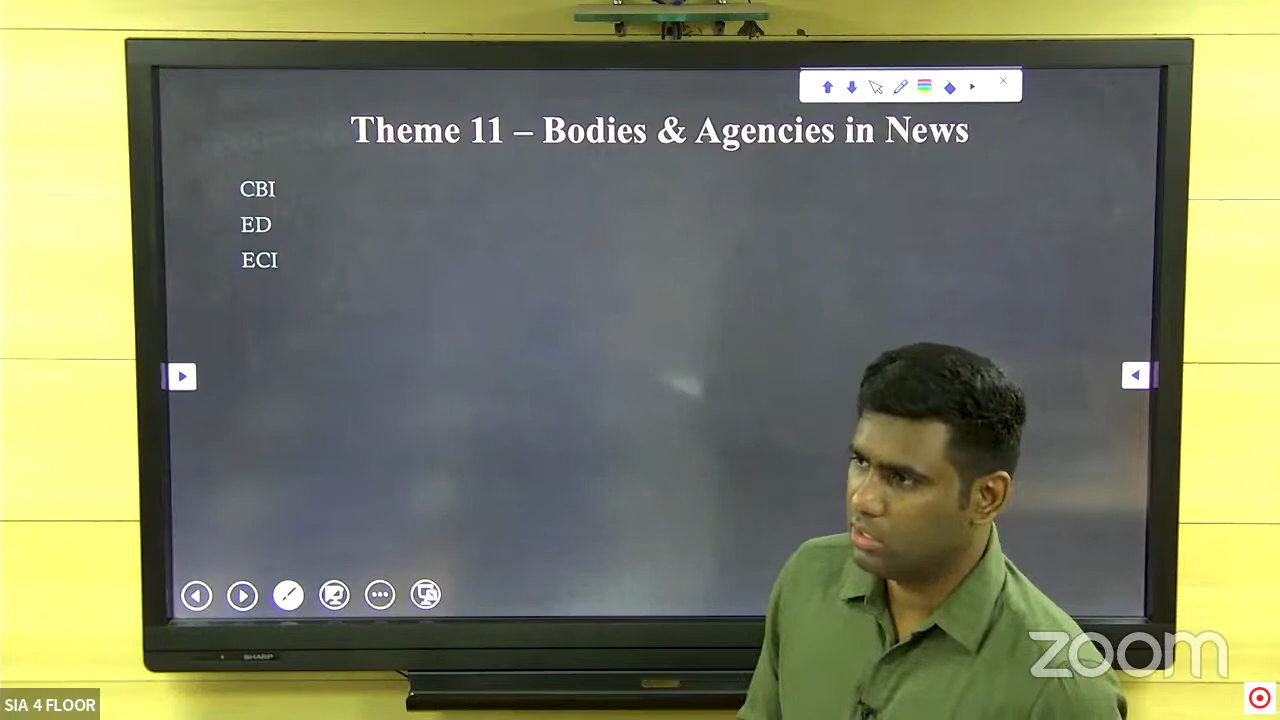 Theme 11 – Bodies & Agencies in News
CBI
ED
ECI
SHARP
zoom
SIA 4 FLOOR